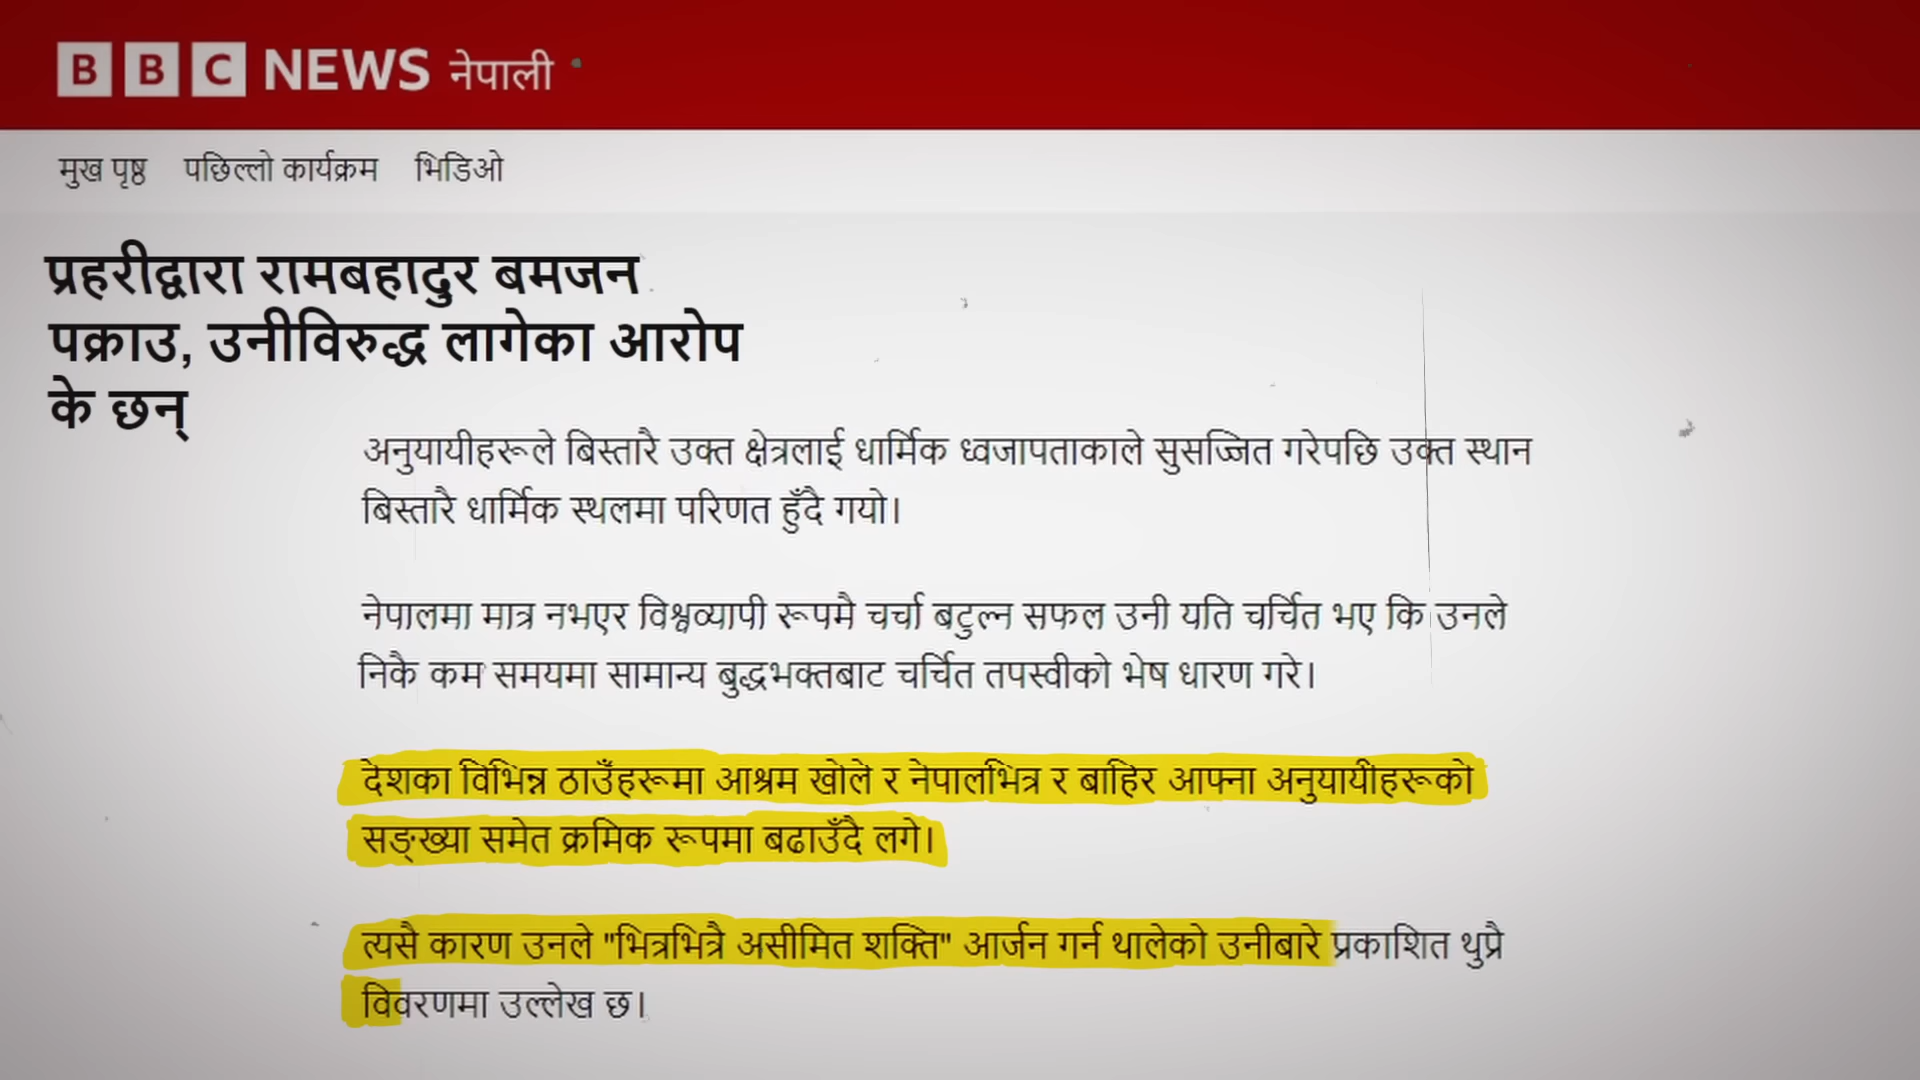 BBC NEWS नेपाली
मुख पृष्ठ पछिल्लो कार्यक्रम भिडिओ
प्रहरीद्वारा रामबहादुर बमजन
पक्राउ, उनीविरुद्ध लागेका आरोप
के छन्
अनुयायीहरूले बिस्तारै उक्त क्षेत्रलाई धार्मिक ध्वजापताकाले सुसज्जित गरेपछि उक्त स्थान
बिस्तारै धार्मिक स्थलमा परिणत हुँदै गयो।
नेपालमा मात्र नभएर विश्वव्यापी रूपमै चर्चा बटुल्न सफल उनी यति चर्चित भए कि उनले
निकै कम समयमा सामान्य बुद्धभक्तबाट चर्चित तपस्वीको भेष धारण गरे।
देशका विभिन्न ठाउँहरूमा आश्रम खोले र नेपालभित्र र बाहिर आफ्ना अनुयायीहरूको
सङ्ख्या समेत क्रमिक रूपमा बढाउँदै लगे।
त्यसै कारण उनले "भित्रभित्रै असीमित शक्ति" आर्जन गर्न थालेको उनीबारे प्रकाशित थुप्रै
विवरणमा उल्लेख छ।